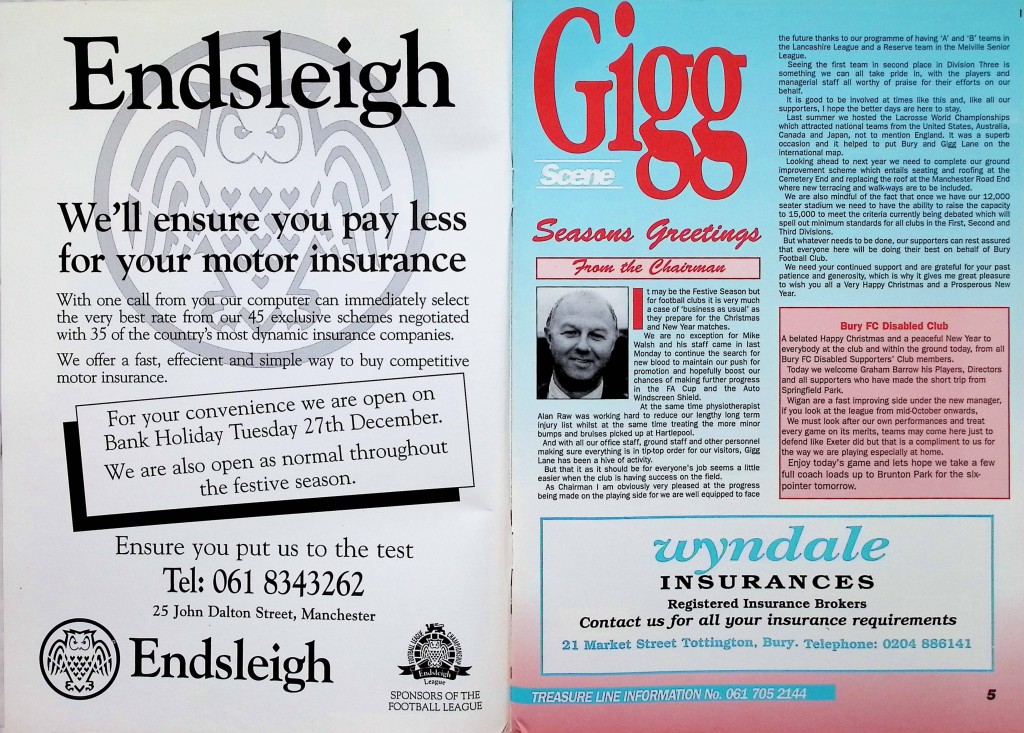 Endsleigh
We'll ensure you pay less
for your motor insurance
With one call from you our computer can immediately select
the very best rate from our 45 exclusive schemes negotiated
with 35 of the country's most dynamic insurance companies.
We offer a fast, effecient and simple way to buy competitive
motor insurance.
For your convenience we are open on
Bank Holiday Tuesday 27th December.
We are also open as normal throughout
the festive season.
Ensure you put us to the test
Tel: 061 8343262
25 John Dalton Street, Manchester
Endsleigh
FOOTBALL LEAGUE CHAMPIONSHIP
Endsleigh
League
SPONSORS OF THE
FOOTBALL LEAGUE
Gigg
Scene
Seasons Greetings
From the Chairman
It may be the Festive Season but
for football clubs it is very much
a case of 'business as usual' as
they prepare for the Christmas
and New Year matches.
We are no exception for Mike
Walsh and his staff came in last
Monday to continue the search for
new blood to maintain our push for
promotion and hopefully boost our
chances of making further progress
in the FA Cup and the Auto
Windscreen Shield.
At the same time physiotherapist
Alan Raw was working hard to reduce our lengthy long term
injury list whilst at the same time treating the more minor
bumps and bruises picked up at Hartlepool.
And with all our office staff, ground staff and other personnel
making sure everything is in tip-top order for our visitors, Gigg
Lane has been a hive of activity.
But that it as it should be for everyone's job seems a little
easier when the club is having success on the field.
As Chairman I am obviously very pleased at the progress
being made on the playing side for we are well equipped to face
the future thanks to our programme of having 'A' and 'B' teams in
the Lancashire League and a Reserve team in the Melville Senior
League.
Seeing the first team in second place in Division Three is
something we can all take pride in, with the players and
managerial staff all worthy of praise for their efforts on our
behalf.
It is good to be involved at times like this and, like all our
supporters, I hope the better days are here to stay.
Last summer we hosted the Lacrosse World Championships
which attracted national teams from the United States, Australia,
Canada and Japan, not to mention England. It was a superb
occasion and it helped to put Bury and Gigg Lane on the
international map.
Looking ahead to next year we need to complete our ground
improvement scheme which entails seating and roofing at the
Cemetery End and replacing the roof at the Manchester Road End
where new terracing and walk-ways are to be included.
We are also mindful of the fact that once we have our 12,000
seater stadium we need to have the ability to raise the capacity
to 15,000 to meet the criteria currently being debated which will
spell out minimum standards for all clubs in the First, Second and
Third Divisions.
But whatever needs to be done, our supporters can rest assured
that everyone here will be doing their best on behalf of Bury
Football Club.
We need your continued support and are grateful for your past
patience and generosity, which is why it gives me great pleasure
to wish you all a Very Happy Christmas and a Prosperous New
Year.
Bury FC Disabled Club
A belated Happy Christmas and a peaceful New Year to
everybody at the club and within the ground today, from all
Bury FC Disabled Supporters' Club members.
Today we welcome Graham Barrow his Players, Directors
and all supporters who have made the short trip from
Springfield Park.
Wigan are a fast improving side under the new manager,
if you look at the league from mid-October onwards,
We must look after our own performances and treat
every game on its merits, teams may come here just to
defend like Exeter did but that is a compliment to us for
the way we are playing especially at home.
Enjoy today's game and lets hope we take a few
full coach loads up to Brunton Park for the six-
pointer tomorrow.
wyndale
INSURANCES
Registered Insurance Brokers
Contact us for all your insurance requirements
21 Market Street Tottington, Bury. Telephone: 0204 886141
TREASURE LINE INFORMATION No. 061 705 2144
5